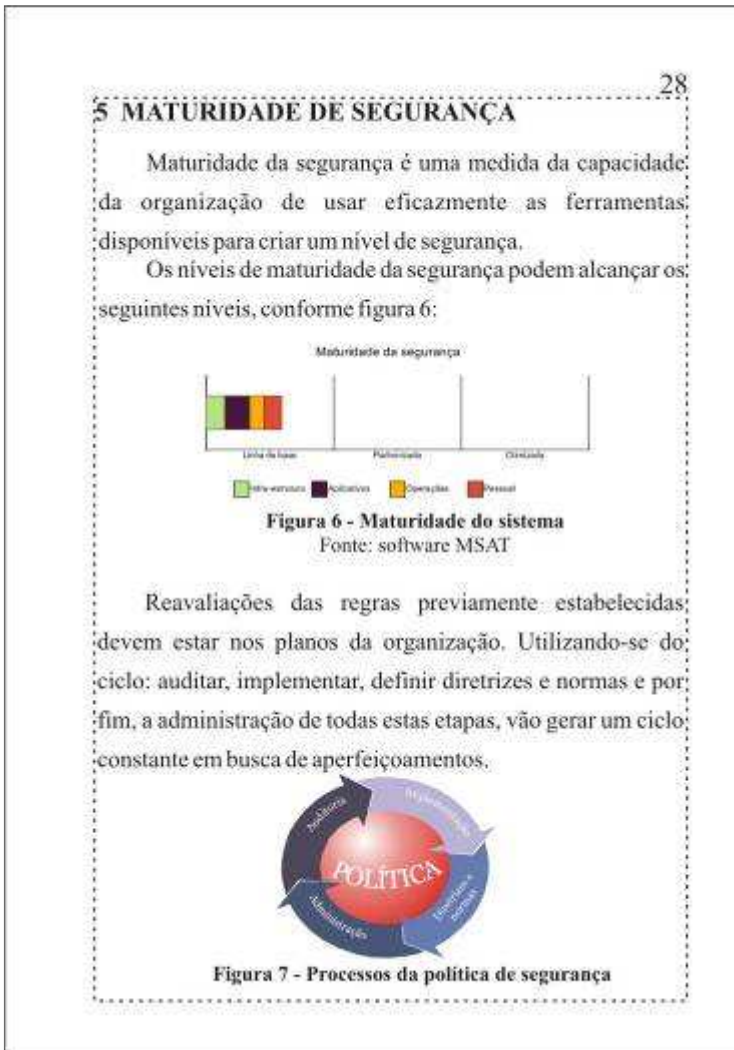 28
5 MATURIDADE DE SEGURANÇA
Maturidade da segurança é uma medida da capacidade
da organização de usar eficazmente as ferramentas
disponíveis para criar um nível de segurança.
Os níveis de maturidade da segurança podem alcançar os
seguintes níveis, conforme figura 6:
Maturidade da segurança
Linha de base Otimizada
Infra-estrutura Aplicativos Operações Pessoal
Figura 6 - Maturidade do sistema
Fonte: software MSAT
Reavaliações das regras previamente estabelecidas
devem estar nos planos da organização. Utilizando-se do
ciclo: auditar, implementar, definir diretrizes e normas e por
fim, a administração de todas estas etapas, vão gerar um ciclo
constante em busca de aperfeiçoamentos.
Auditoria
Implementação
POLÍTICA
Diretrizes e
normas
Administração
Figura 7 - Processos da política de segurança